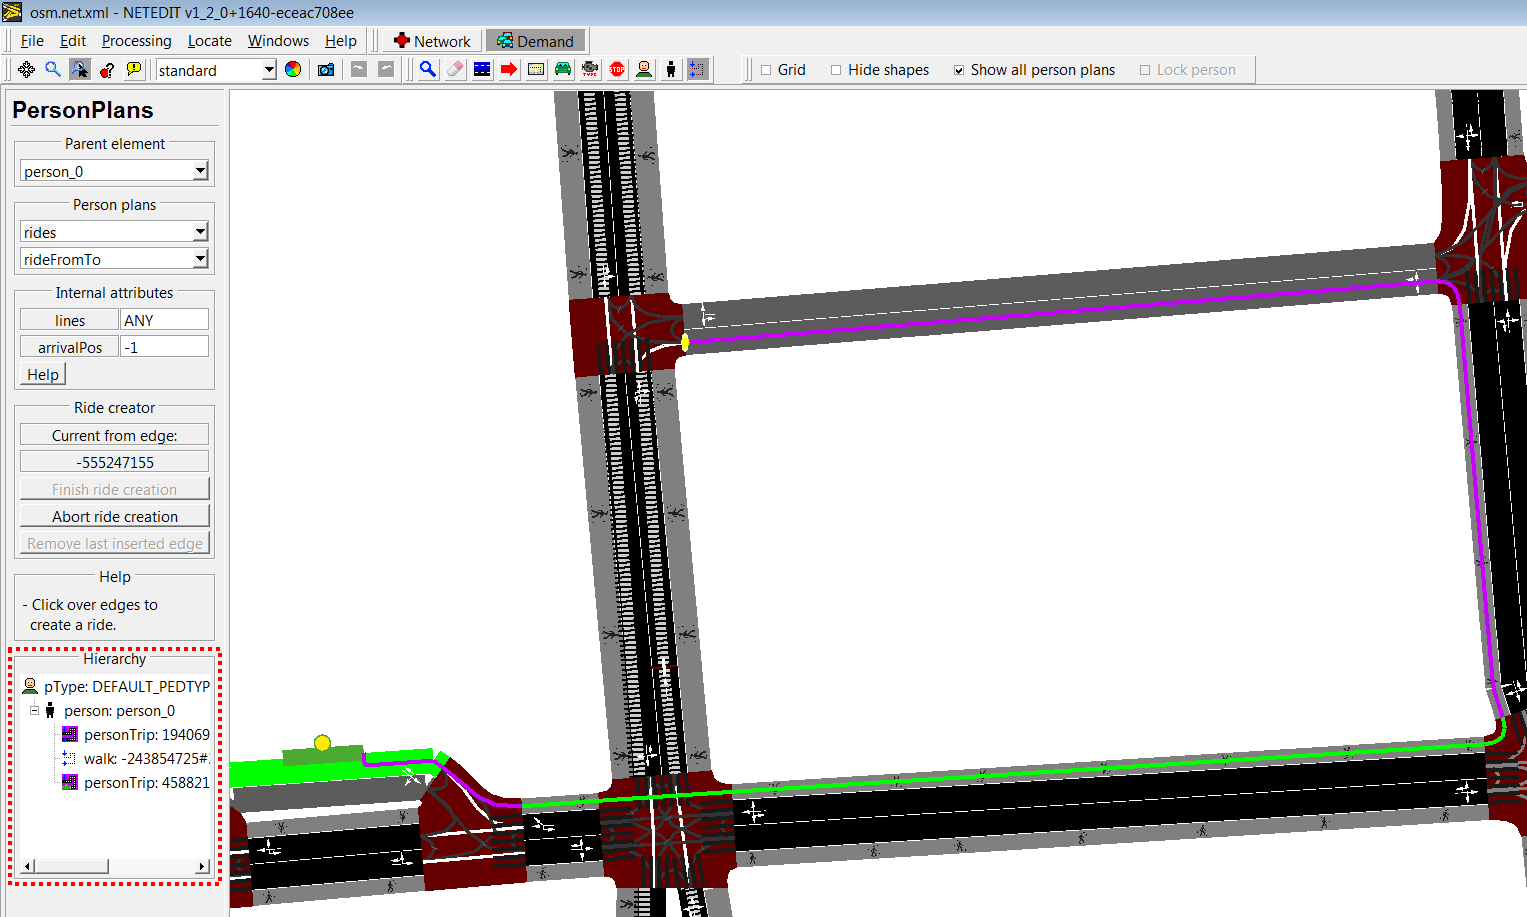 osm.net.xml - NETEDIT v1_2_0+1640-eceac708ee
File Edit Processing Locate Windows Help Network Demand
standard TYPE STOP Grid Hide shapes Show all person plans Lock person
PersonPlans
Parent element
person_0
Person plans
rides
rideFromTo
Internal attributes
lines ANY
arrivalPos -1
Help
Ride creator
Current from edge:
-555247155
Finish ride creation
Abort ride creation
Remove last inserted edge
Help
- Click over edges to
create a ride.
Hierarchy
pType: DEFAULT_PEDTYP
person: person_0
personTrip: 194069
walk: -243854725#
personTrip: 458821